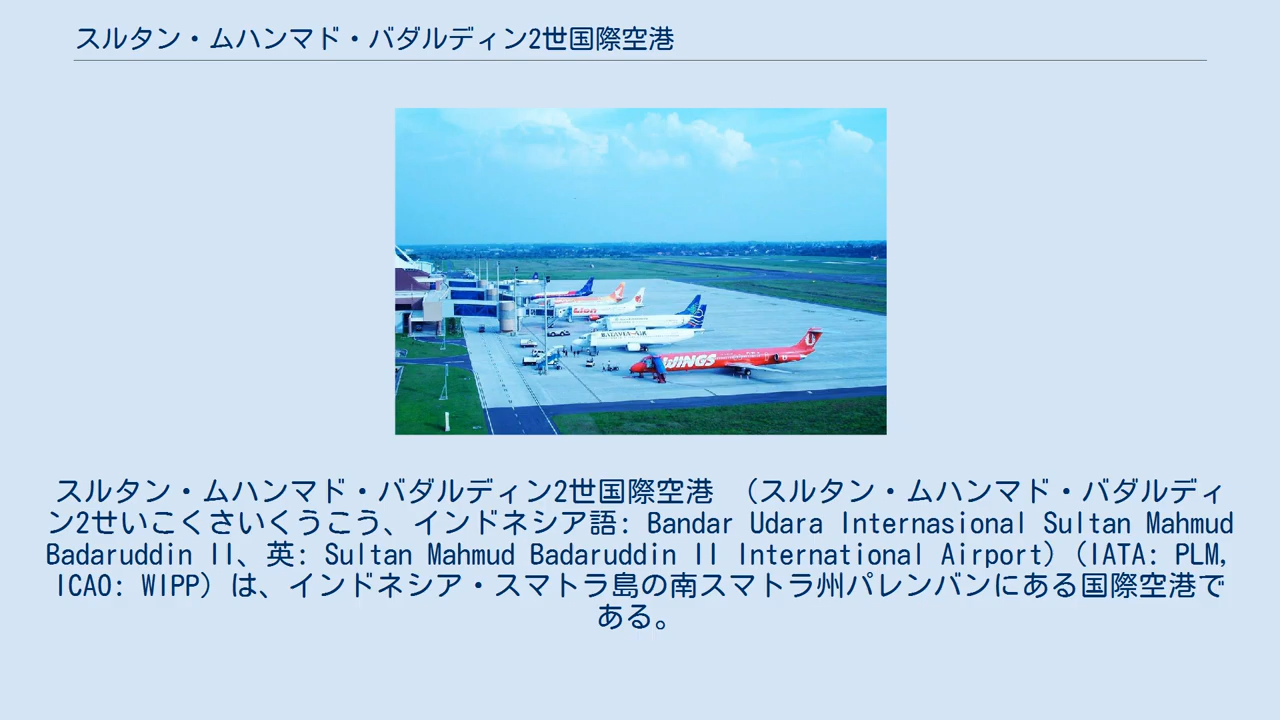 スルタン・ムハンマド・バダルディン2世国際空港
Lion
BATAVIA AIR
WINGS
スルタン・ムハンマド・バダルディン2世国際空港 （スルタン・ムハンマド・バダルディ
ン2せいこくさいくうこう、インドネシア語: Bandar Udara Internasional Sultan Mahmud
Badaruddin II、英: Sultan Mahmud Badaruddin II International Airport）（IATA: PLM,
ICAO: WIPP）は、インドネシア・スマトラ島の南スマトラ州パレンバンにある国際空港で
ある。